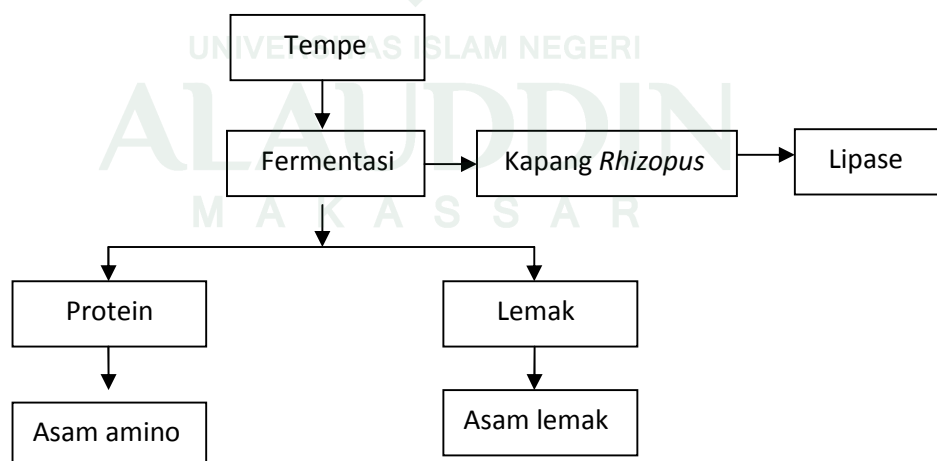 UNIVERSITAS ISLAM NEGERI
Tempe
ALAUDDIN
Fermentasi
Kapang Rhizopus
Lipase
MAKASSAR
Protein
Lemak
Asam amino
Asam lemak